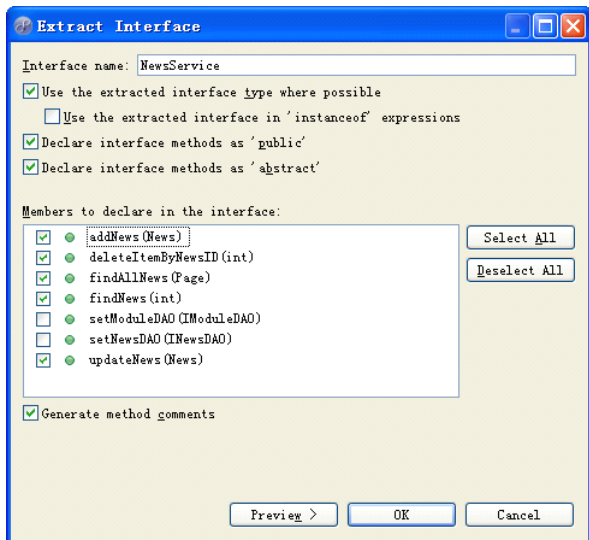 Extract Interface
Interface name: NewsService
Use the extracted interface type where possible
Use the extracted interface in 'instanceof' expressions
Declare interface methods as 'public'
Declare interface methods as 'abstract'
Members to declare in the interface:
addNews(News)
deleteItemByNewsID(int)
findAllNews(Page)
findNews(int)
setModuleDAO(IModuleDAO)
setNewsDAO(INewsDAO)
updateNews(News)
Select All
Deselect All
Generate method comments
Preview >
OK
Cancel